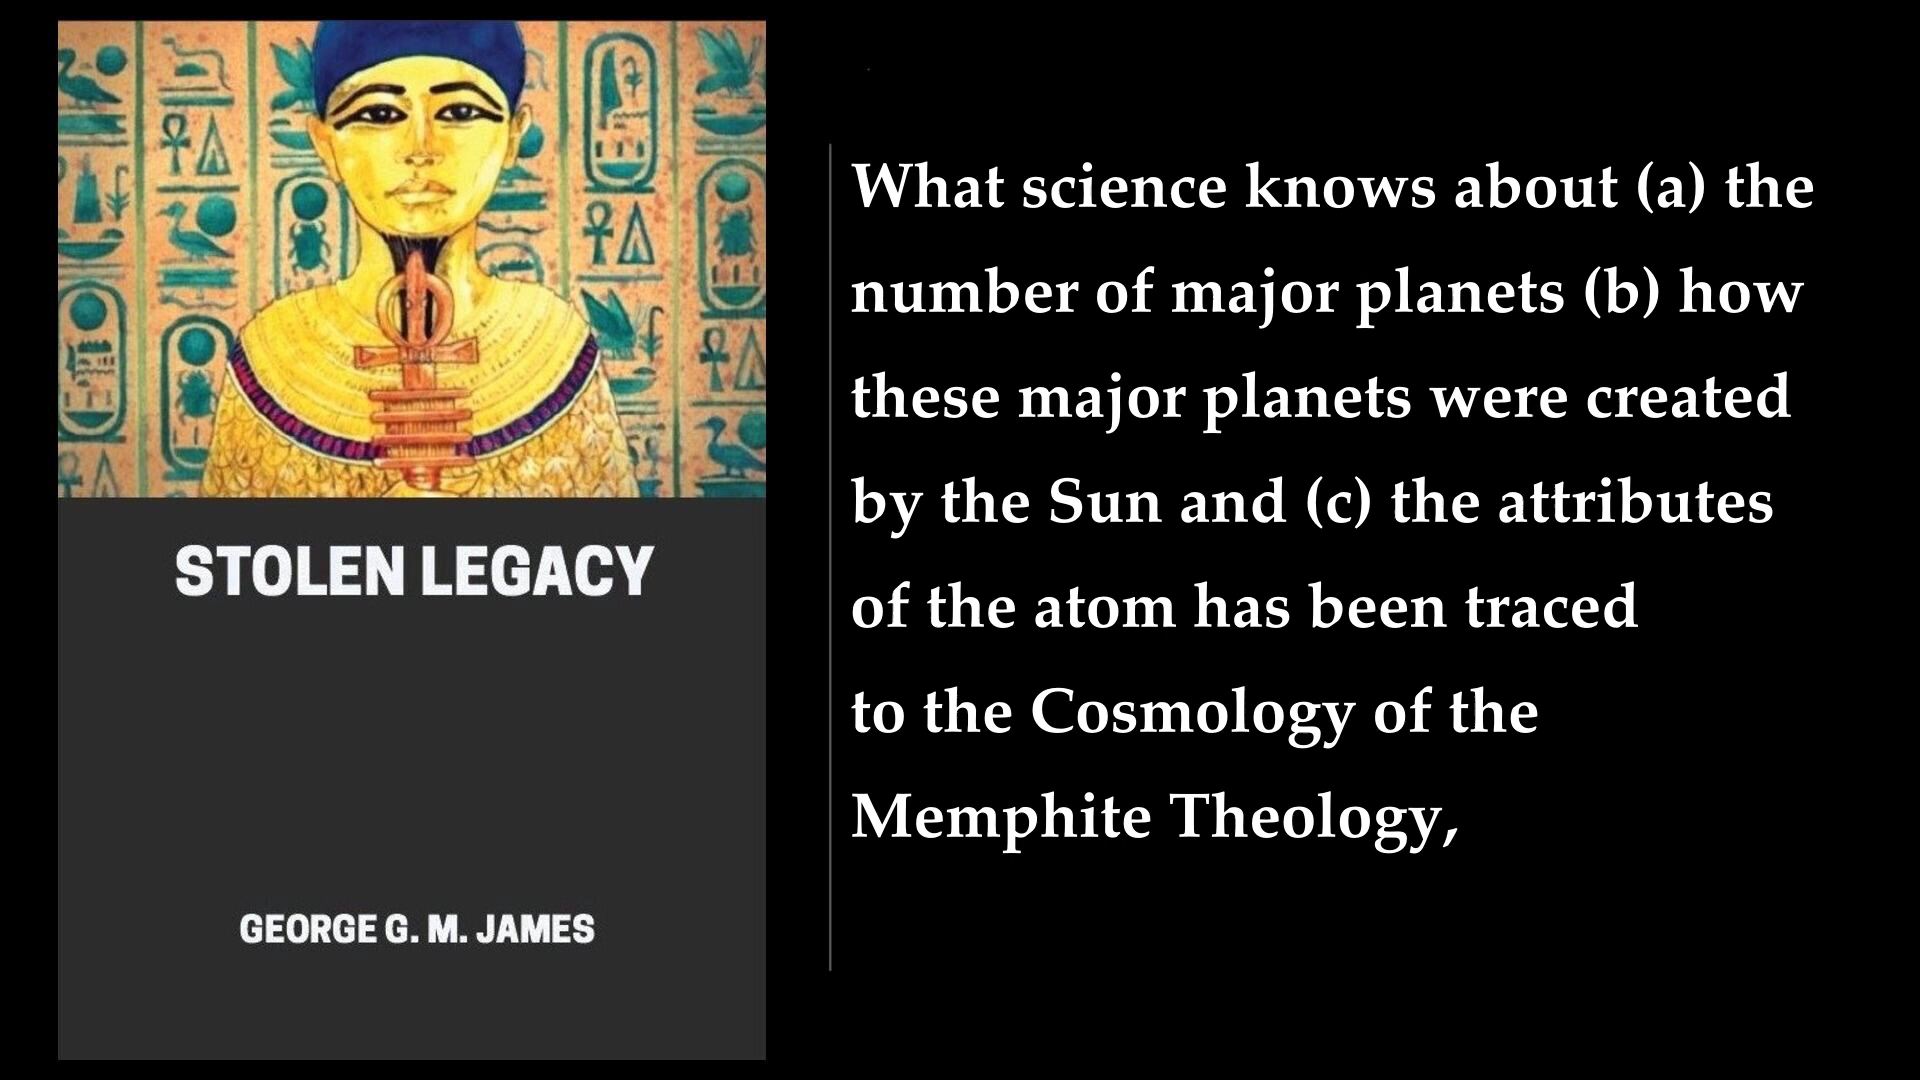 STOLEN LEGACY
GEORGE G. M. JAMES
What science knows about (a) the
number of major planets (b) how
these major planets were created
by the Sun and (c) the attributes
of the atom has been traced
to the Cosmology of the
Memphite Theology,